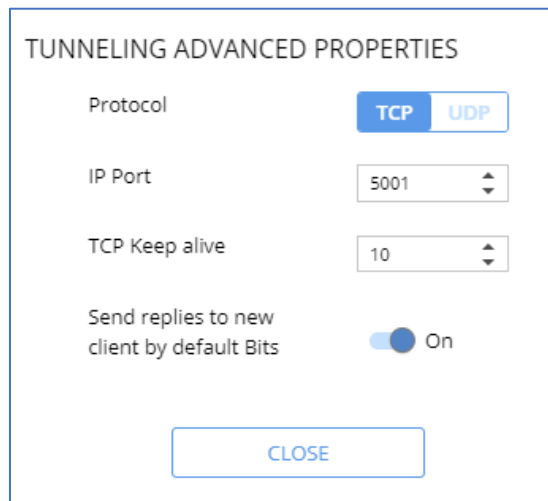 TUNNELING ADVANCED PROPERTIES
Protocol TCP UDP
IP Port 5001
TCP Keep alive 10
Send replies to new
client by default Bits On
CLOSE